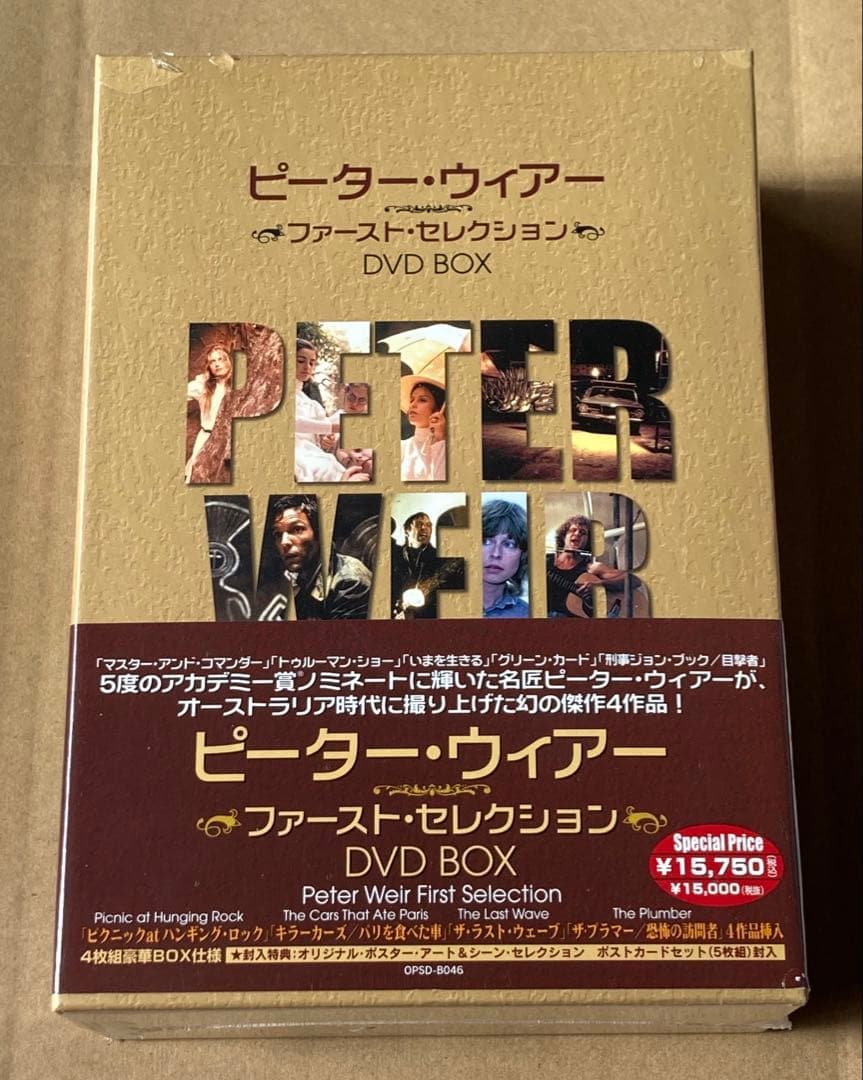 ピーター・ウィアー
ファースト・セレクション
DVD BOX
PETER
WEIR
「マスター・アンド・コマンダー」「トゥルーマン・ショー」「いまを生きる」「グリーン・カード」「刑事ジョン・ブック/目撃者」
5度のアカデミー賞®ノミネートに輝いた名匠ピーター・ウィアーが、
オーストラリア時代に撮り上げた幻の傑作4作品!
ピーター・ウィアー
ファースト・セレクション
DVD BOX
Peter Weir First Selection
Special Price
¥15,750(税込)
¥15,000(税抜)
Picnic at Hunging Rock The Cars That Ate Paris The Last Wave The Plumber
「ピクニックat ハンギング・ロック」「キラーカーズ/パリを食べた車」「ザ・ラスト・ウェーブ」「ザ・プラマー/恐怖の訪問者」4作品挿入
4枚組豪華BOX仕様 ★封入特典:オリジナル・ポスター・アート&シーン・セレクション ポストカードセット(5枚組)封入
OPSD-B046